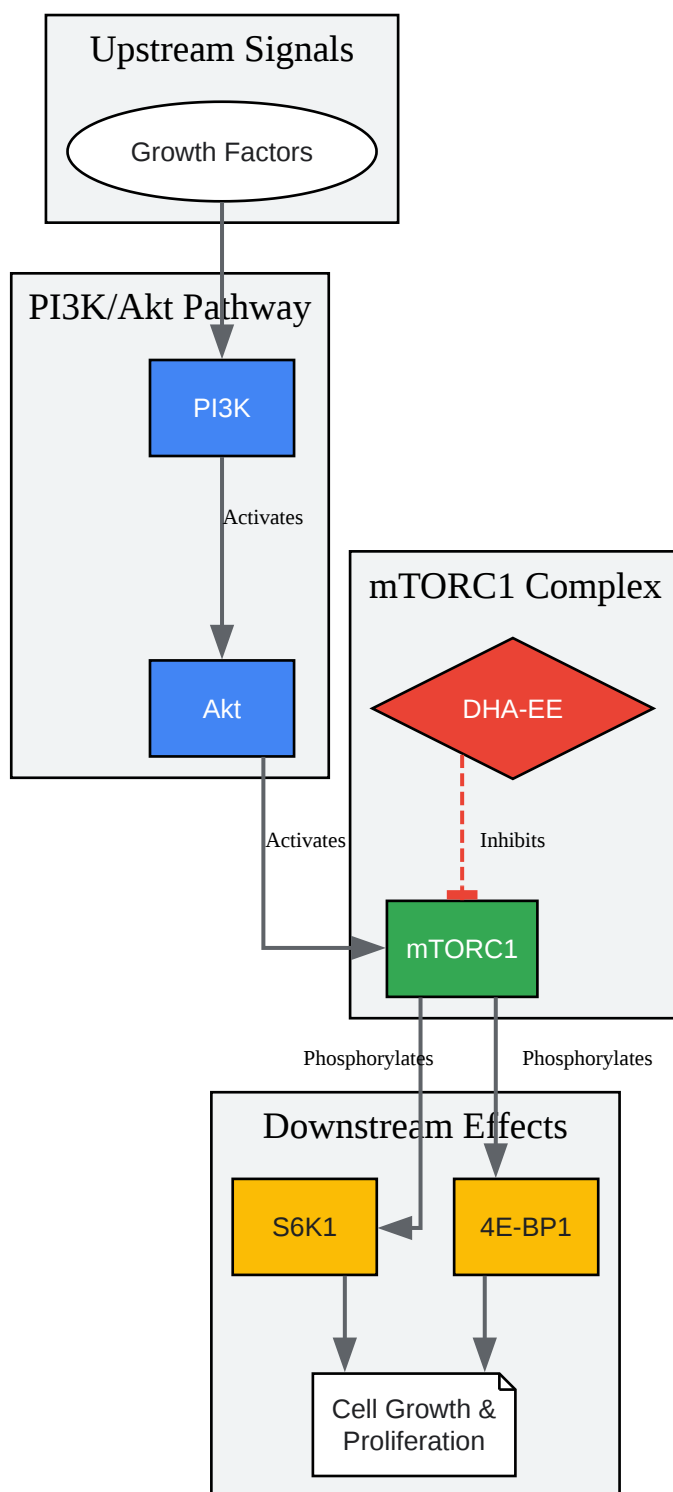 Upstream Signals
Growth Factors
PI3K/Akt Pathway
PI3K
Activates
Akt
mTORC1 Complex
DHA-EE
Activates
Inhibits
mTORC1
Phosphorylates
Phosphorylates
Downstream Effects
S6K1
4E-BP1
Cell Growth &
Proliferation